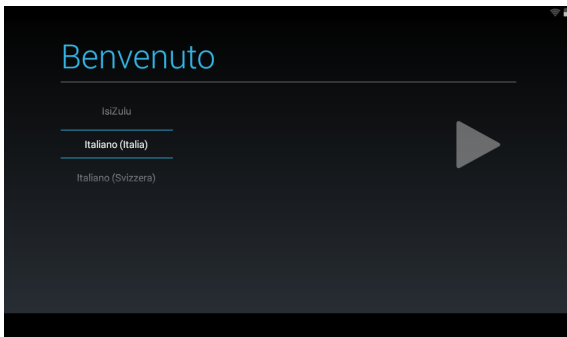 Benvenuto
IsiZulu
Italiano (Italia)
Italiano (Svizzera)